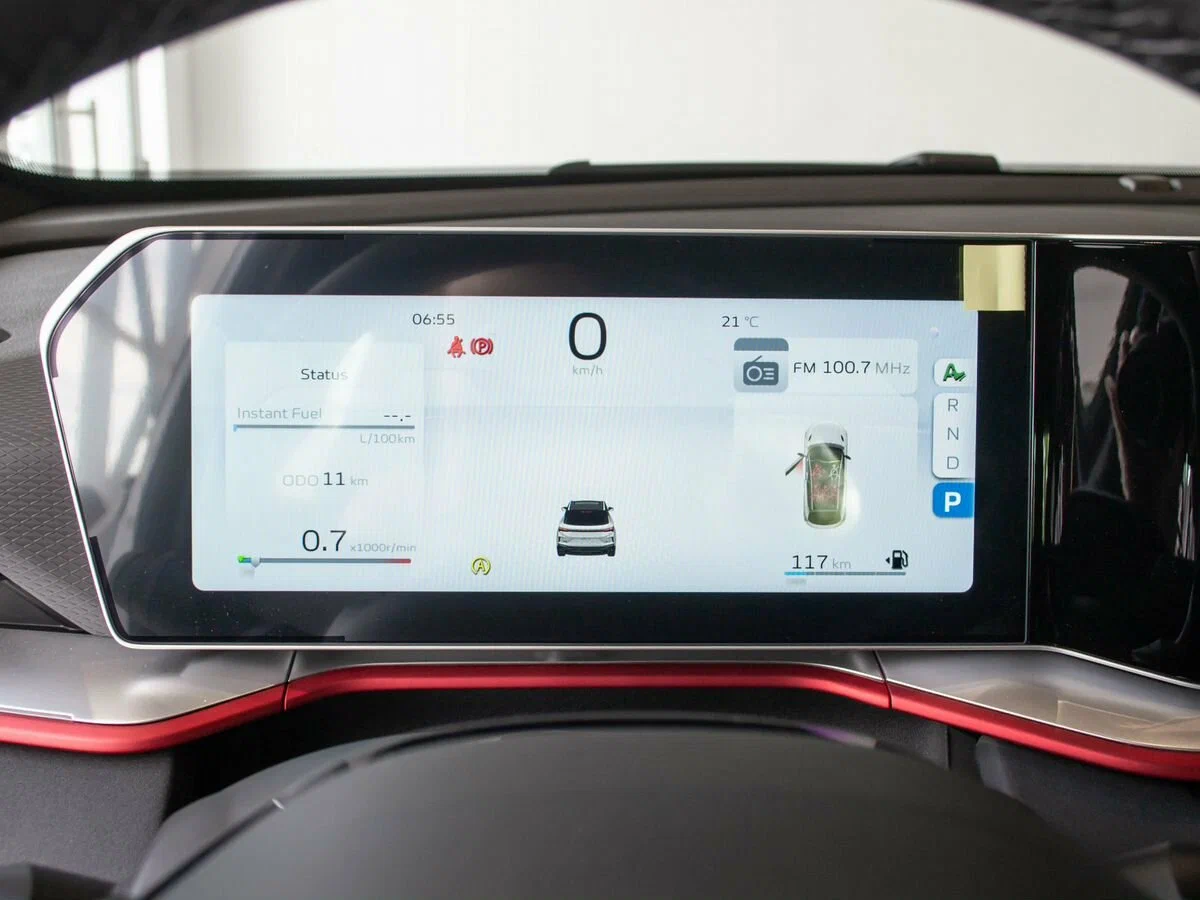 06:55
0
km/h
21 °C
Status
Instant Fuel --.-
L/100km
ODO 11 km
0.7 x1000r/min
FM 100.7 MHz
A
R
N
D
P
P
A
117 km